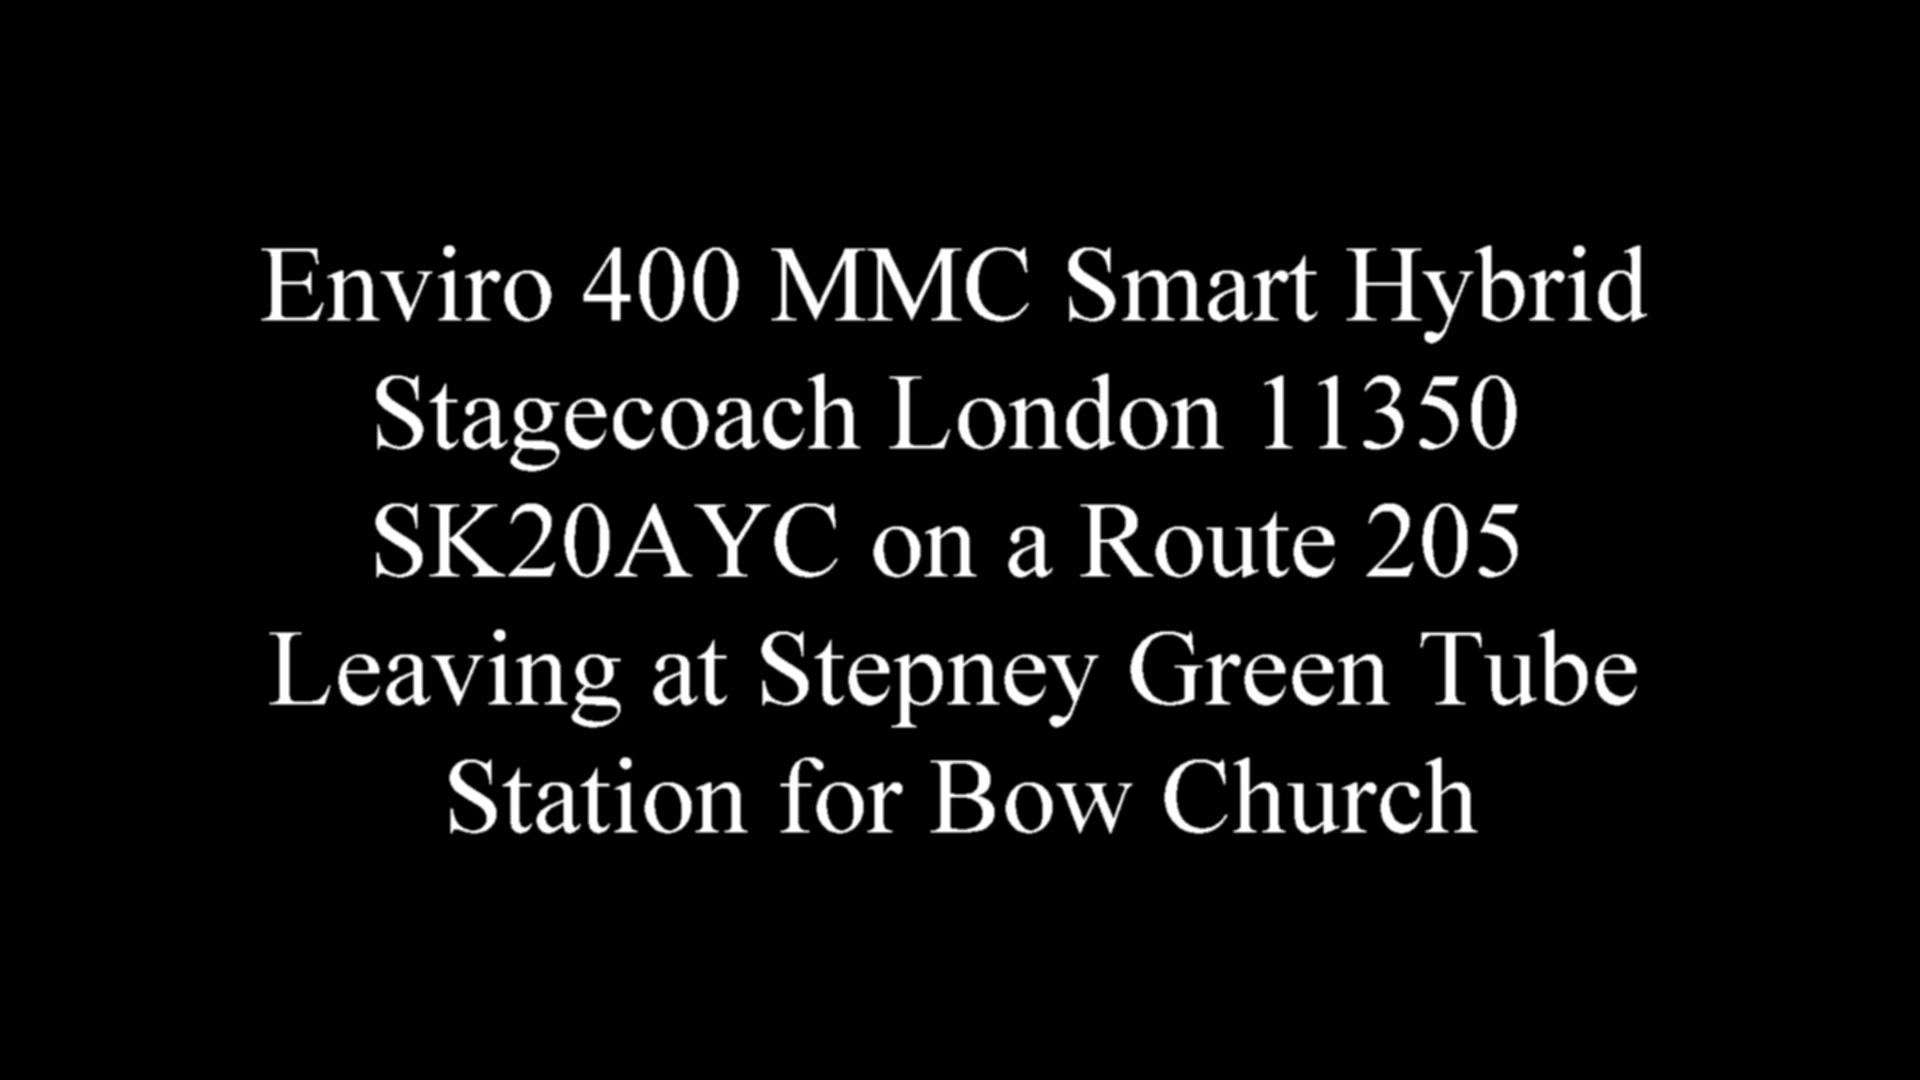 Enviro 400 MMC Smart Hybrid
Stagecoach London 11350
SK20AYC on a Route 205
Leaving at Stepney Green Tube
Station for Bow Church